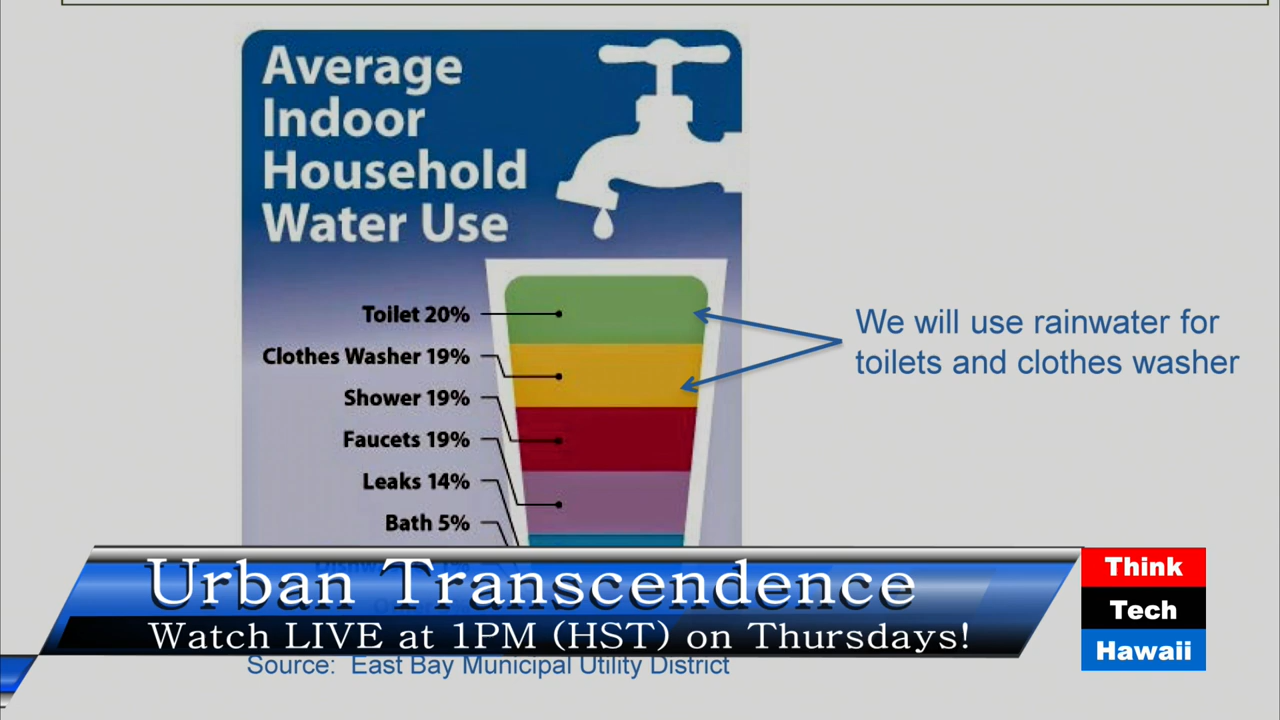 Average
Indoor
Household
Water Use
Toilet 20%
Clothes Washer 19%
Shower 19%
Faucets 19%
Leaks 14%
Bath 5%
We will use rainwater for
toilets and clothes washer
Urban Transcendence
Watch LIVE at 1PM (HST) on Thursdays!
Source: East Bay Municipal Utility District
Think
Tech
Hawaii